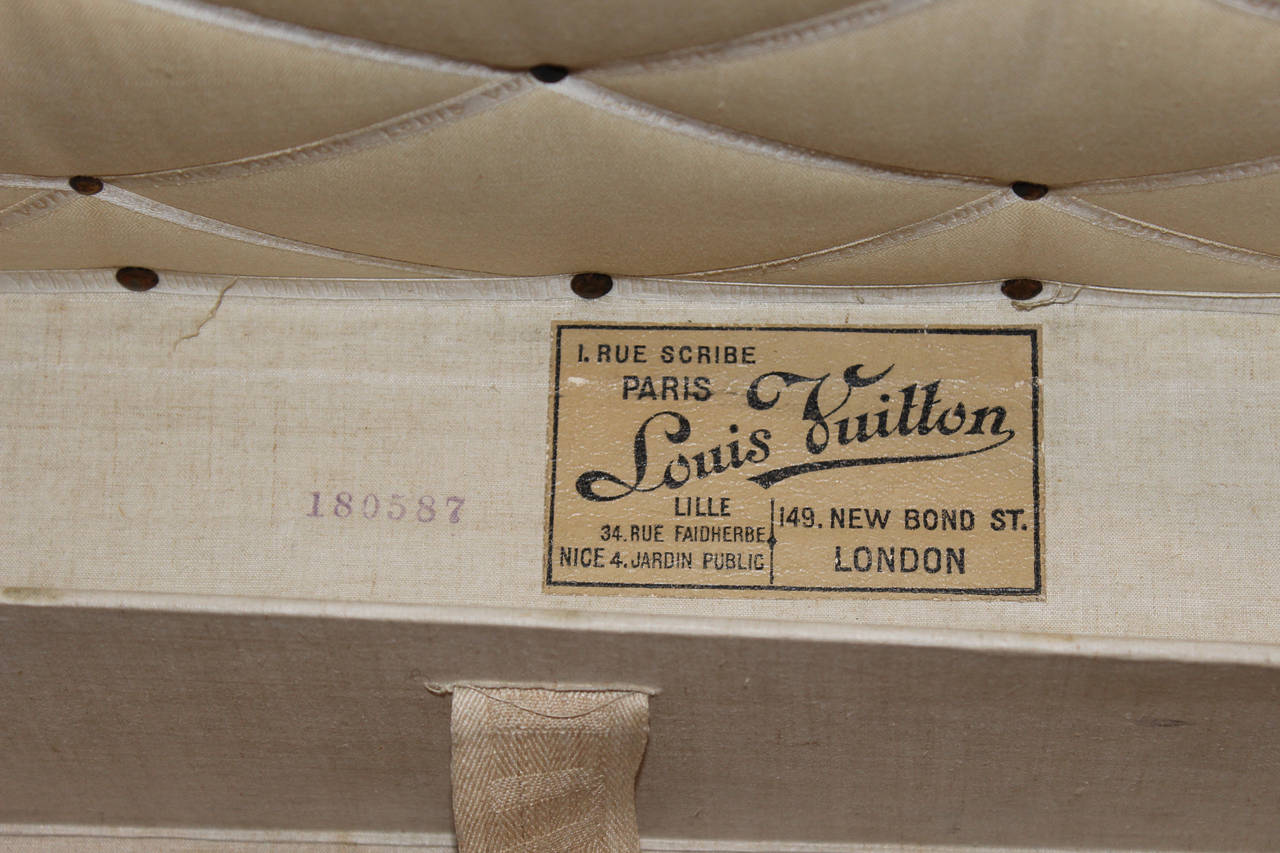 1. RUE SCRIBE
PARIS
Louis Vuitton
LILLE
34. RUE FAIDHERBE
NICE 4. JARDIN PUBLIC
149. NEW BOND ST.
LONDON
180587